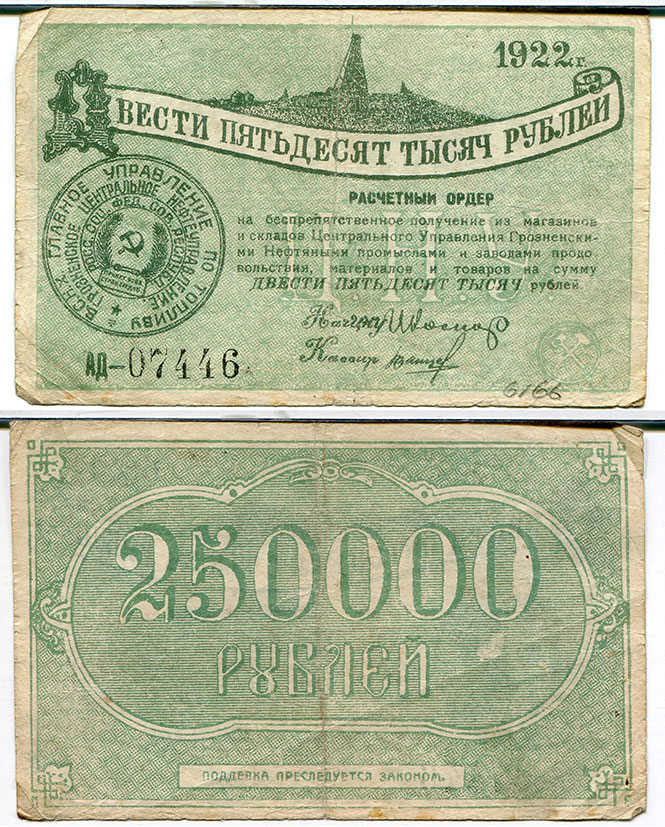 1922 г.
ДВЕСТИ ПЯТЬДЕСЯТ ТЫСЯЧ РУБЛЕЙ
РАСЧЕТНЫЙ ОРДЕР
на беспрепятственное получение из магазинов
и складов Центрального Управления Грозненски-
ми Нефтяными промыслами и заводами продо-
вольствия, материалов и товаров на сумму
ДВЕСТИ ПЯТЬДЕСЯТ ТЫСЯЧ рублей.
В.С.Н.Х. ГЛАВНОЕ УПРАВЛЕНИЕ ПО ТОПЛИВУ
ГРОЗНЕНСКОЕ ЦЕНТРАЛЬНОЕ НЕФТЕУПРАВЛЕНИЕ
РОСС. СОЦ. ФЕД. СОВ. РЕСПУБЛ.
Кассир
АД-07446
6166
250000
РУБЛЕЙ
ПОДДЕЛКА ПРЕСЛЕДУЕТСЯ ЗАКОНОМ.